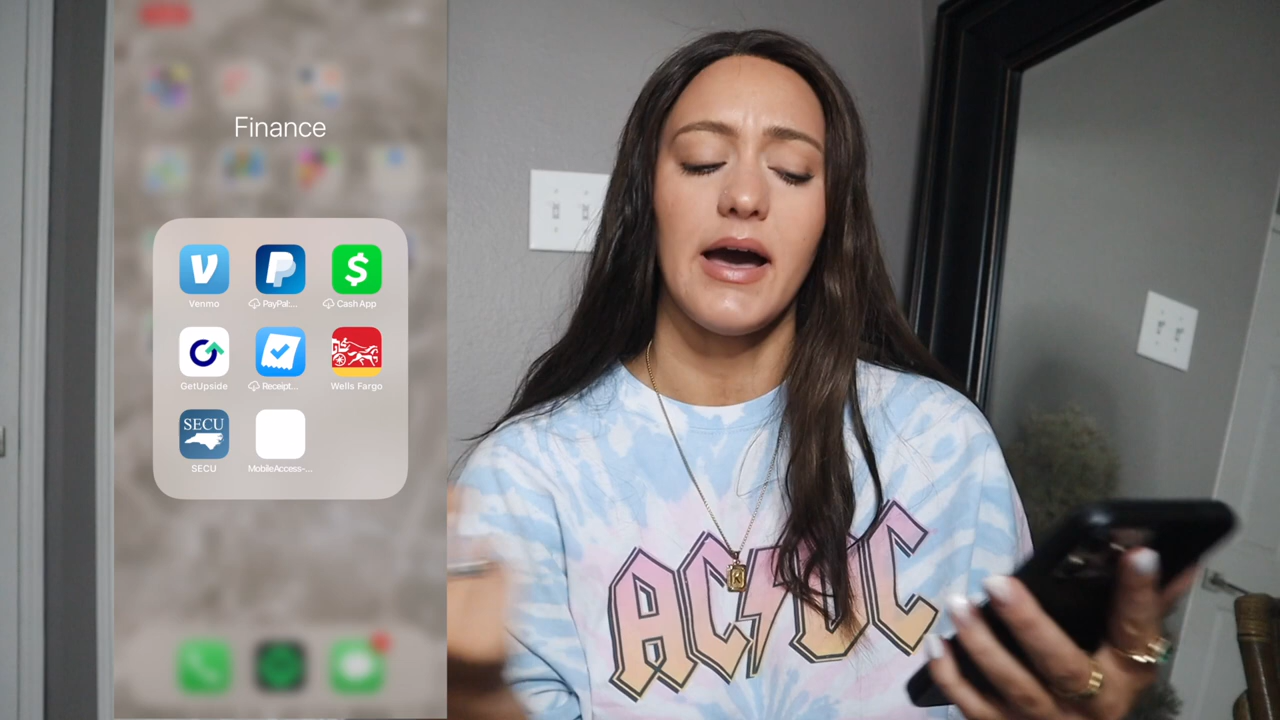 Finance
Venmo
PayPal:...
Cash App
GetUpside
Receipt...
Wells Fargo
SECU
SECU
MobileAccess-...
AC DC